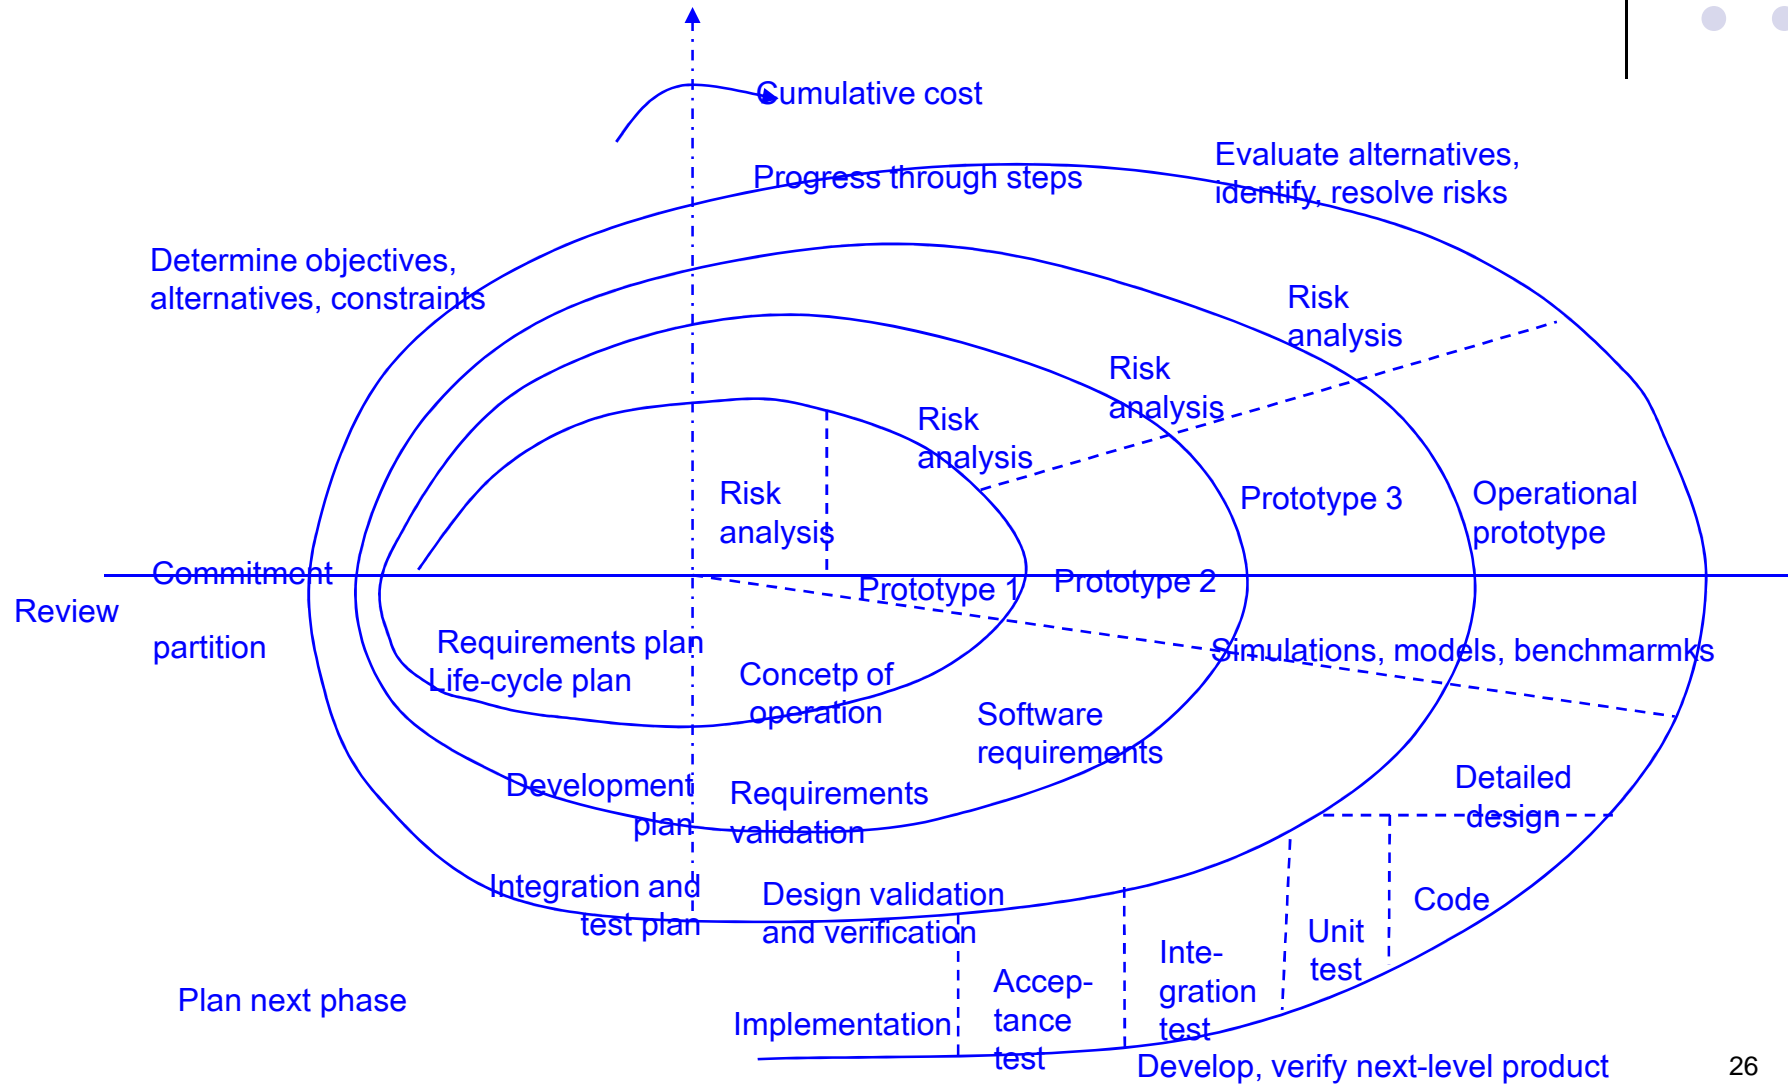 Cumulative cost
Progress through steps
Evaluate alternatives,
identify, resolve risks
Determine objectives,
alternatives, constraints
Risk
analysis
Risk
analysis
Risk
analysis
Risk
analysis
Prototype 3
Operational
prototype
Commitment
Review
partition
Prototype 1
Prototype 2
Requirements plan
Life-cycle plan
Concetp of
operation
Simulations, models, benchmarmks
Software
requirements
Development
plan
Requirements
validation
Detailed
design
Integration and
test plan
Design validation
and verification
Code
Unit
test
Inte-
gration
test
Accep-
tance
test
Implementation
Plan next phase
Develop, verify next-level product
26